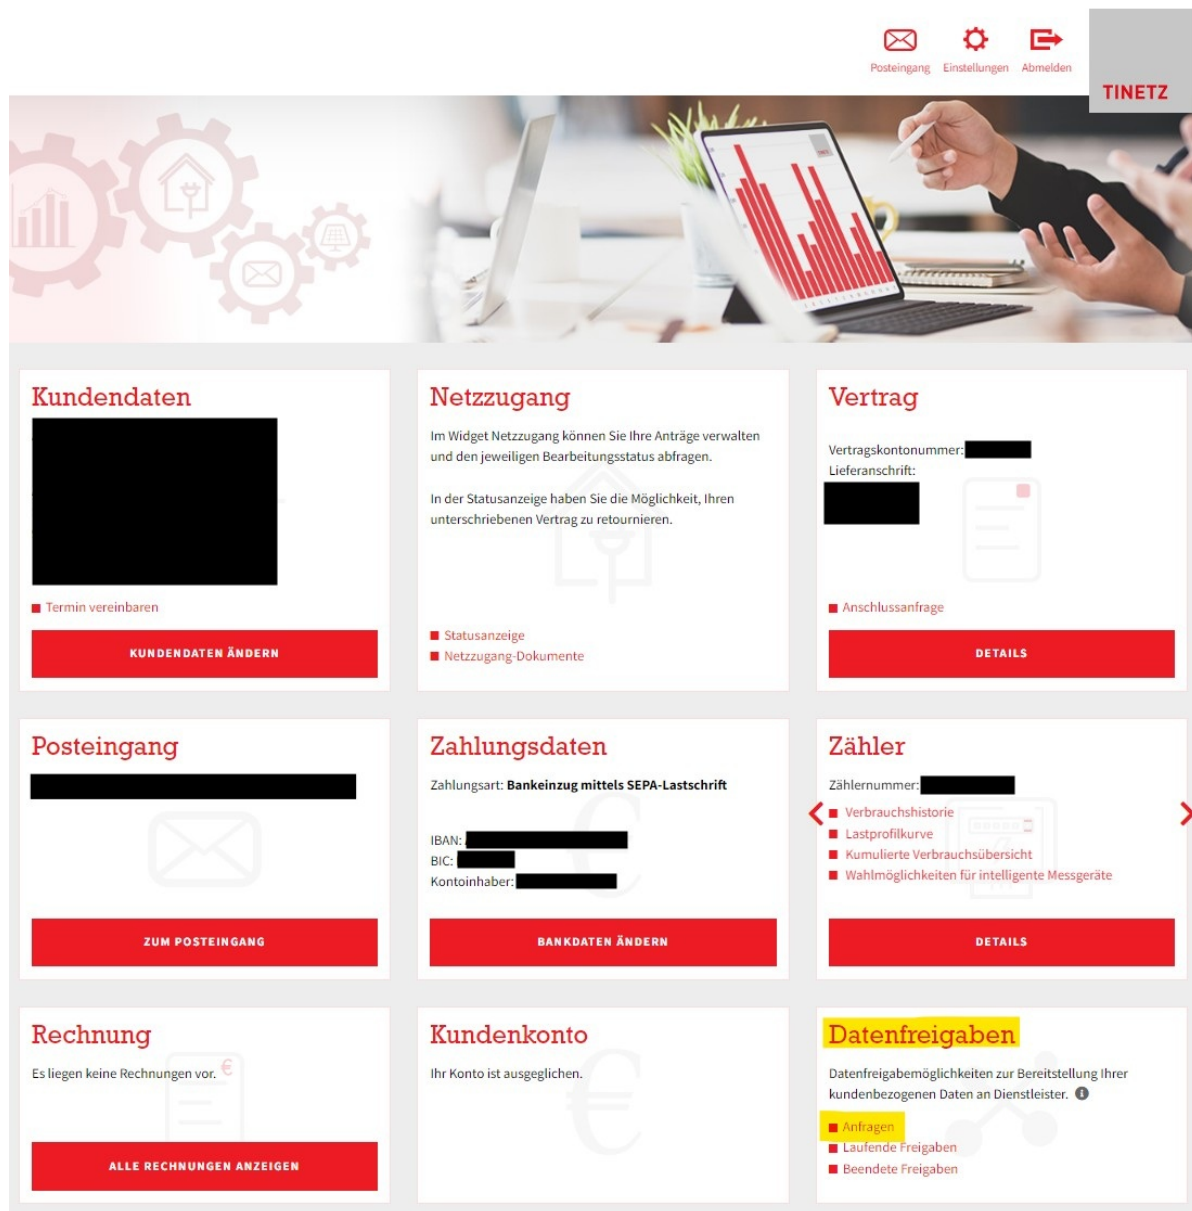 Posteingang Einstellungen Abmelden
TINETZ
Kundendaten
Termin vereinbaren
KUNDENDATEN ÄNDERN
Netzzugang
Im Widget Netzzugang können Sie Ihre Anträge verwalten
und den jeweiligen Bearbeitungsstatus abfragen.
In der Statusanzeige haben Sie die Möglichkeit, Ihren
unterschriebenen Vertrag zu retournieren.
Statusanzeige
Netzzugang-Dokumente
Vertrag
Vertragskontonummer:
Lieferanschrift:
Anschlussanfrage
DETAILS
Posteingang
ZUM POSTEINGANG
Zahlungsdaten
Zahlungsart: Bankeinzug mittels SEPA-Lastschrift
IBAN:
BIC:
Kontoinhaber:
BANKDATEN ÄNDERN
Zähler
Zählernummer:
Verbrauchshistorie
Lastprofilkurve
Kumulierte Verbrauchsübersicht
Wahlmöglichkeiten für intelligente Messgeräte
DETAILS
Rechnung
Es liegen keine Rechnungen vor.
ALLE RECHNUNGEN ANZEIGEN
Kundenkonto
Ihr Konto ist ausgeglichen.
Datenfreigaben
Datenfreigabemöglichkeiten zur Bereitstellung Ihrer
kundenbezogenen Daten an Dienstleister.
Anfragen
Laufende Freigaben
Beendete Freigaben